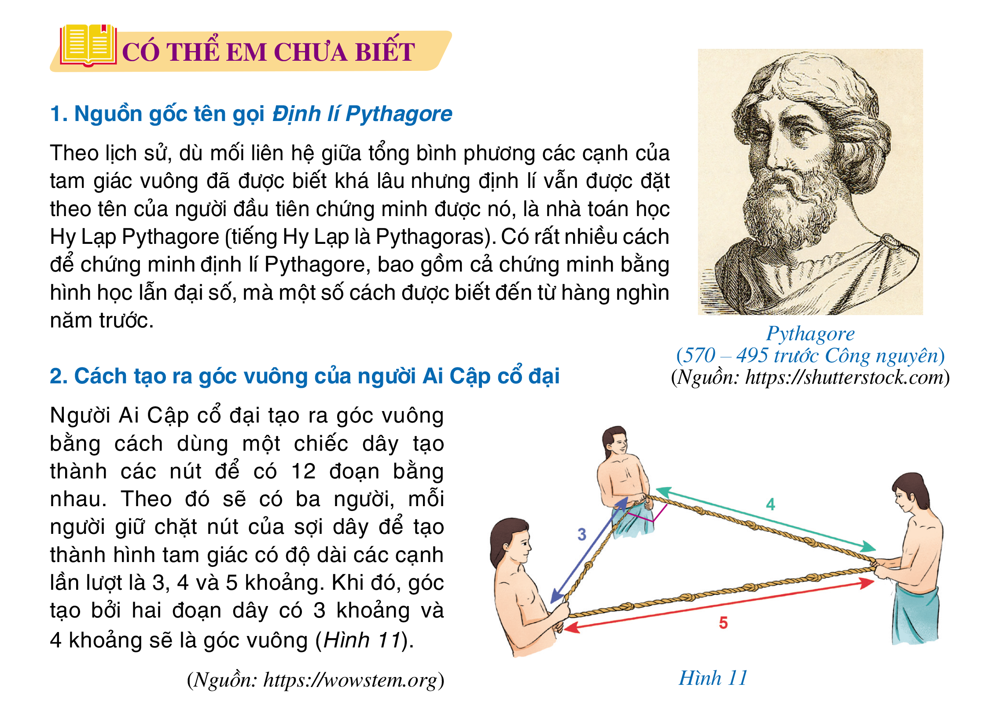 CÓ THỂ EM CHƯA BIẾT
1. Nguồn gốc tên gọi Định lí Pythagore
Theo lịch sử, dù mối liên hệ giữa tổng bình phương các cạnh của
tam giác vuông đã được biết khá lâu nhưng định lí vẫn được đặt
theo tên của người đầu tiên chứng minh được nó, là nhà toán học
Hy Lạp Pythagore (tiếng Hy Lạp là Pythagoras). Có rất nhiều cách
để chứng minh định lí Pythagore, bao gồm cả chứng minh bằng
hình học lẫn đại số, mà một số cách được biết đến từ hàng nghìn
năm trước.
Pythagore
(570 – 495 trước Công nguyên)
(Nguồn: https://shutterstock.com)
2. Cách tạo ra góc vuông của người Ai Cập cổ đại
Người Ai Cập cổ đại tạo ra góc vuông
bằng cách dùng một chiếc dây tạo
thành các nút để có 12 đoạn bằng
nhau. Theo đó sẽ có ba người, mỗi
người giữ chặt nút của sợi dây để tạo
thành hình tam giác có độ dài các cạnh
lần lượt là 3, 4 và 5 khoảng. Khi đó, góc
tạo bởi hai đoạn dây có 3 khoảng và
4 khoảng sẽ là góc vuông (Hình 11).
(Nguồn: https://wowstem.org)
4
3
5
Hình 11